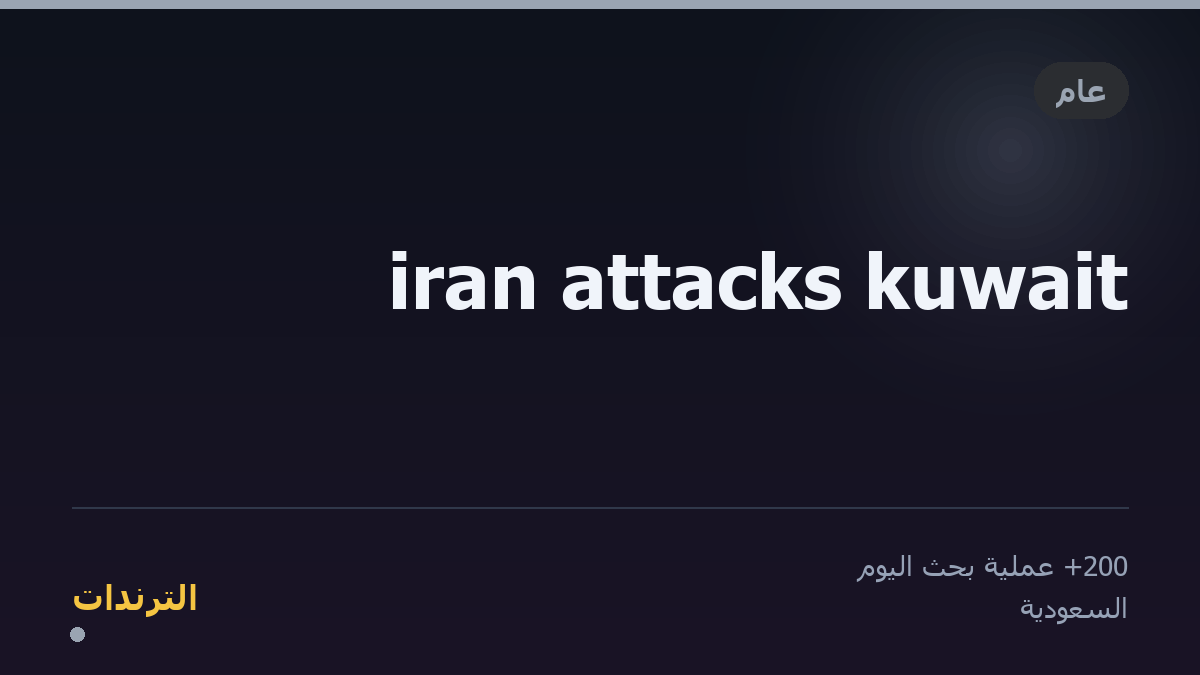 عام
iran attacks kuwait
200+ عملية بحث اليوم
السعودية
الترندات